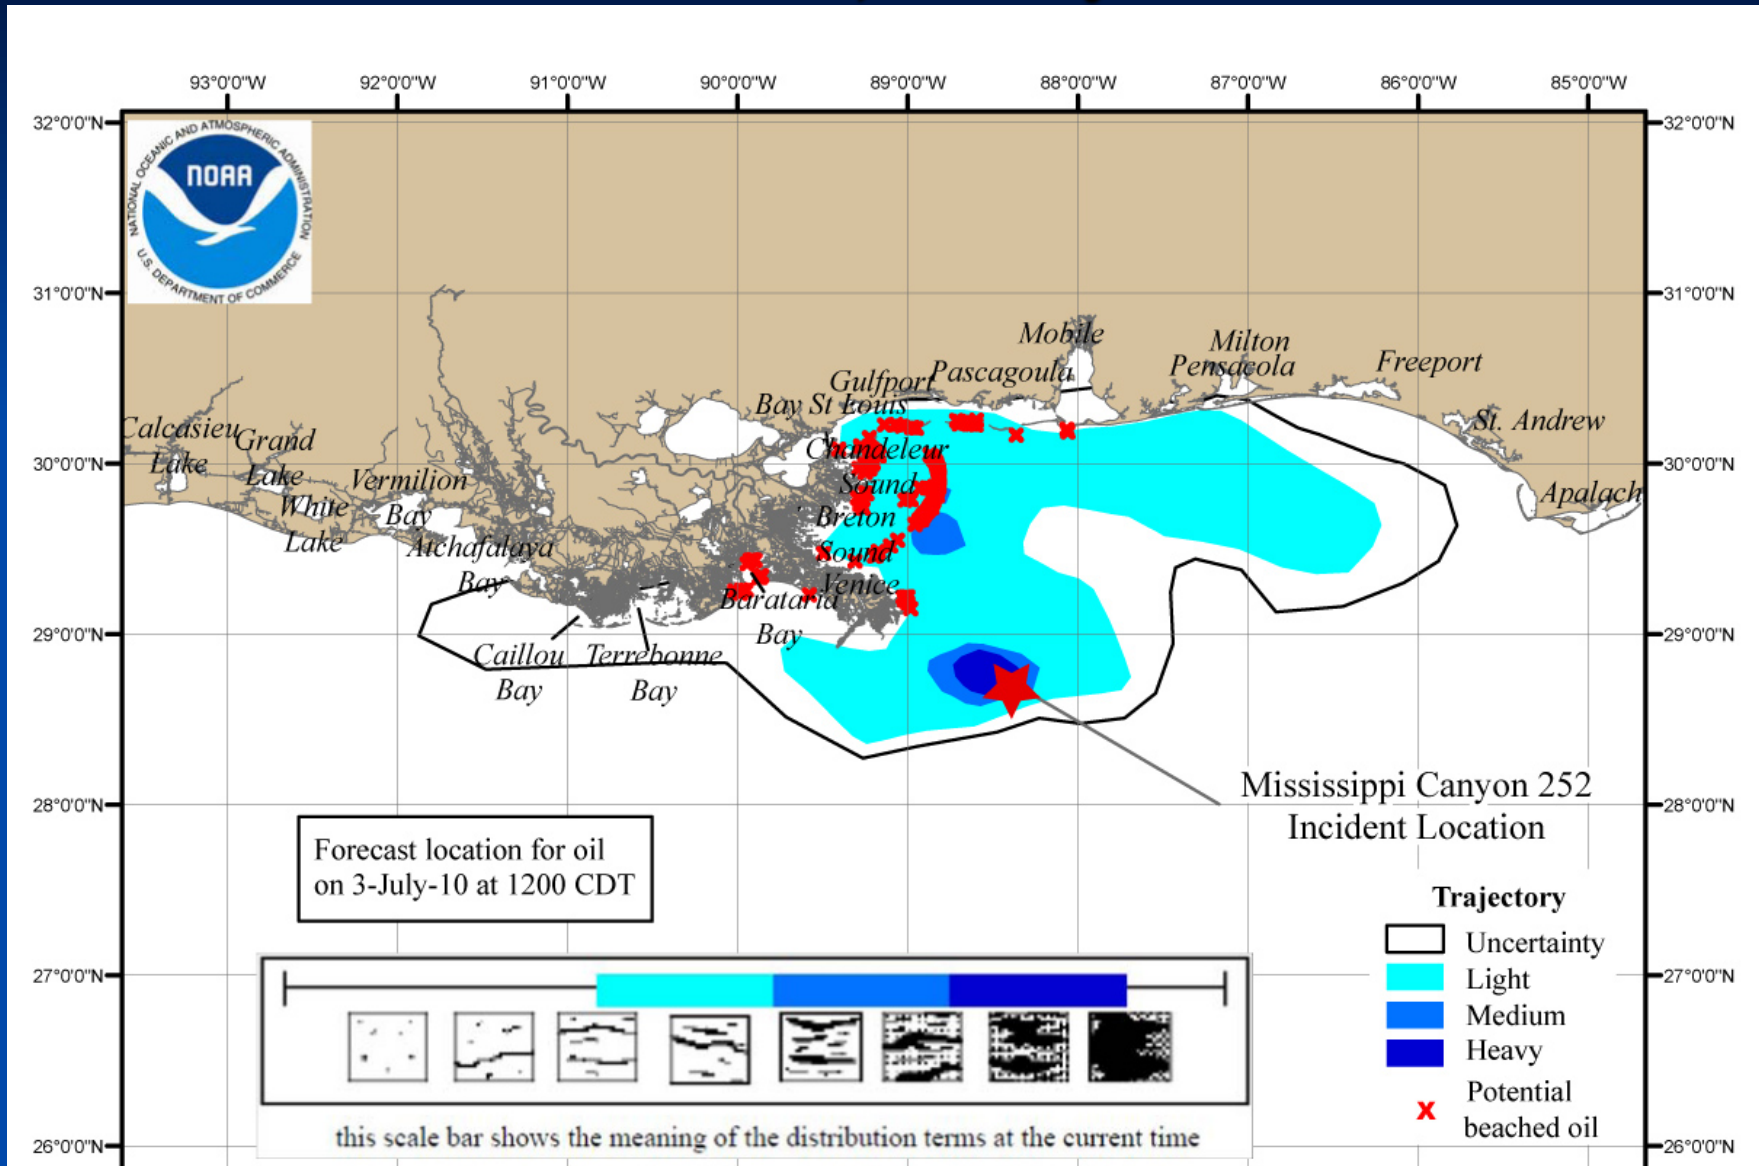 93°0'0"W 92°0'0"W 91°0'0"W 90°0'0"W 89°0'0"W 88°0'0"W 87°0'0"W 86°0'0"W 85°0'0"W
32°0'0"N 32°0'0"N
NATIONAL OCEANIC AND ATMOSPHERIC ADMINISTRATION
NOAA
U.S. DEPARTMENT OF COMMERCE
31°0'0"N 31°0'0"N
Mobile
Milton
Pensacola
Freeport
Pascagoula
Gulfport
Bay St Louis
St. Andrew
Calcasieu
Lake
Grand
Lake
30°0'0"N 30°0'0"N
Chandeleur
Sound
Vermilion
Bay
White
Lake
Apalach
Breton
Sound
Atchafalaya
Bay
Venice
Barataria
Bay
29°0'0"N 29°0'0"N
Caillou
Bay
Terrebonne
Bay
Mississippi Canyon 252
Incident Location
28°0'0"N 28°0'0"N
Forecast location for oil
on 3-July-10 at 1200 CDT
Trajectory
Uncertainty
Light
Medium
Heavy
Potential
beached oil
27°0'0"N 27°0'0"N
this scale bar shows the meaning of the distribution terms at the current time
26°0'0"N 26°0'0"N